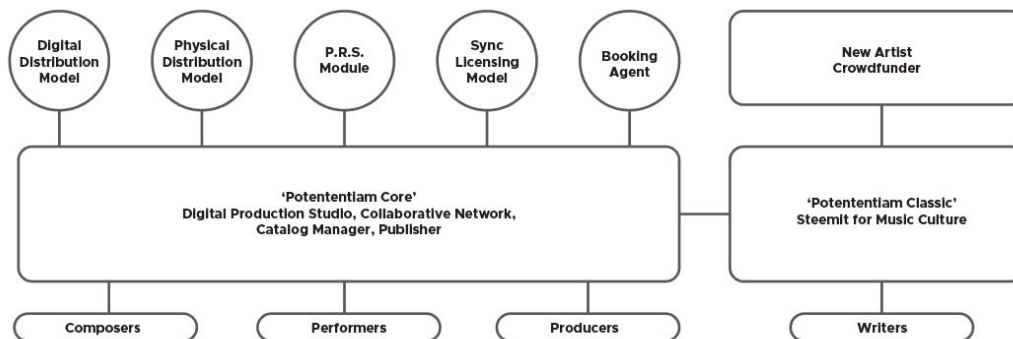 Digital
Distribution
Model
Physical
Distribution
Model
P.R.S.
Module
Sync
Licensing
Model
Booking
Agent
New Artist
Crowdfunder
‘Potententiam Core’
Digital Production Studio, Collaborative Network,
Catalog Manager, Publisher
‘Potententiam Classic’
Steemit for Music Culture
Composers
Performers
Producers
Writers